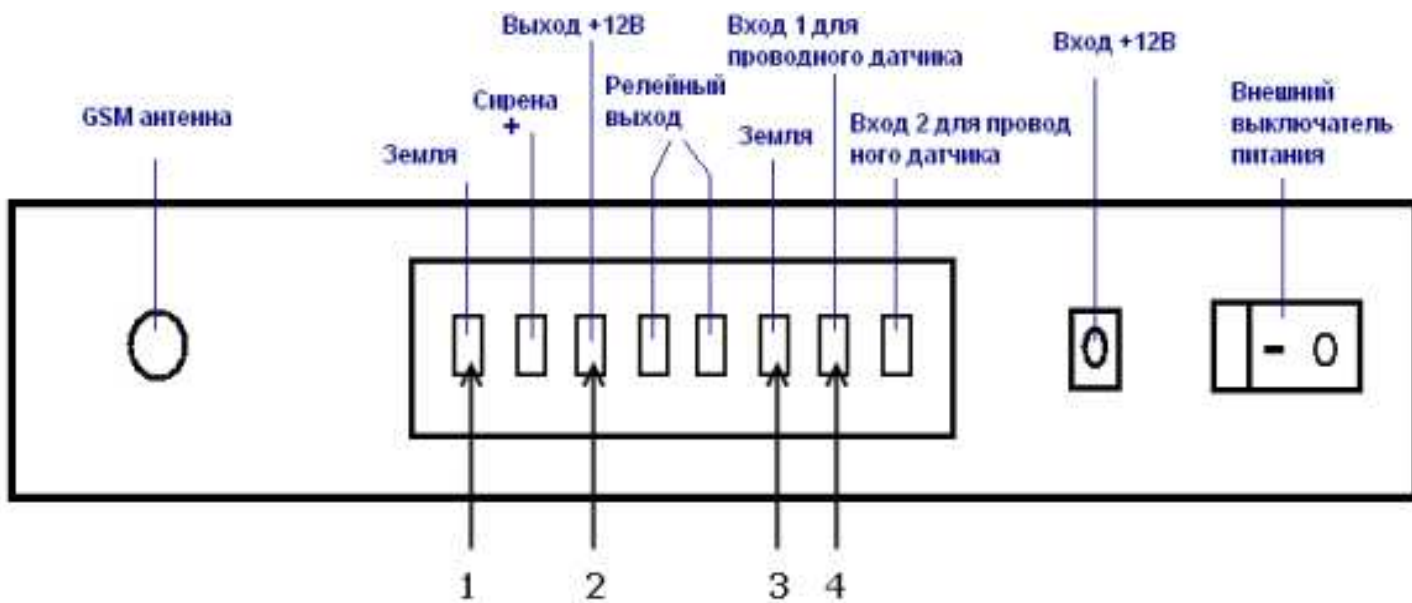 GSM антенна
Земля
Сирена
+
Выход +12В
Релейный
выход
Вход 1 для
проводного датчика
Земля
Вход 2 для провод
ного датчика
Вход +12В
Внешний
выключатель
питания
- 0
1 2 3 4